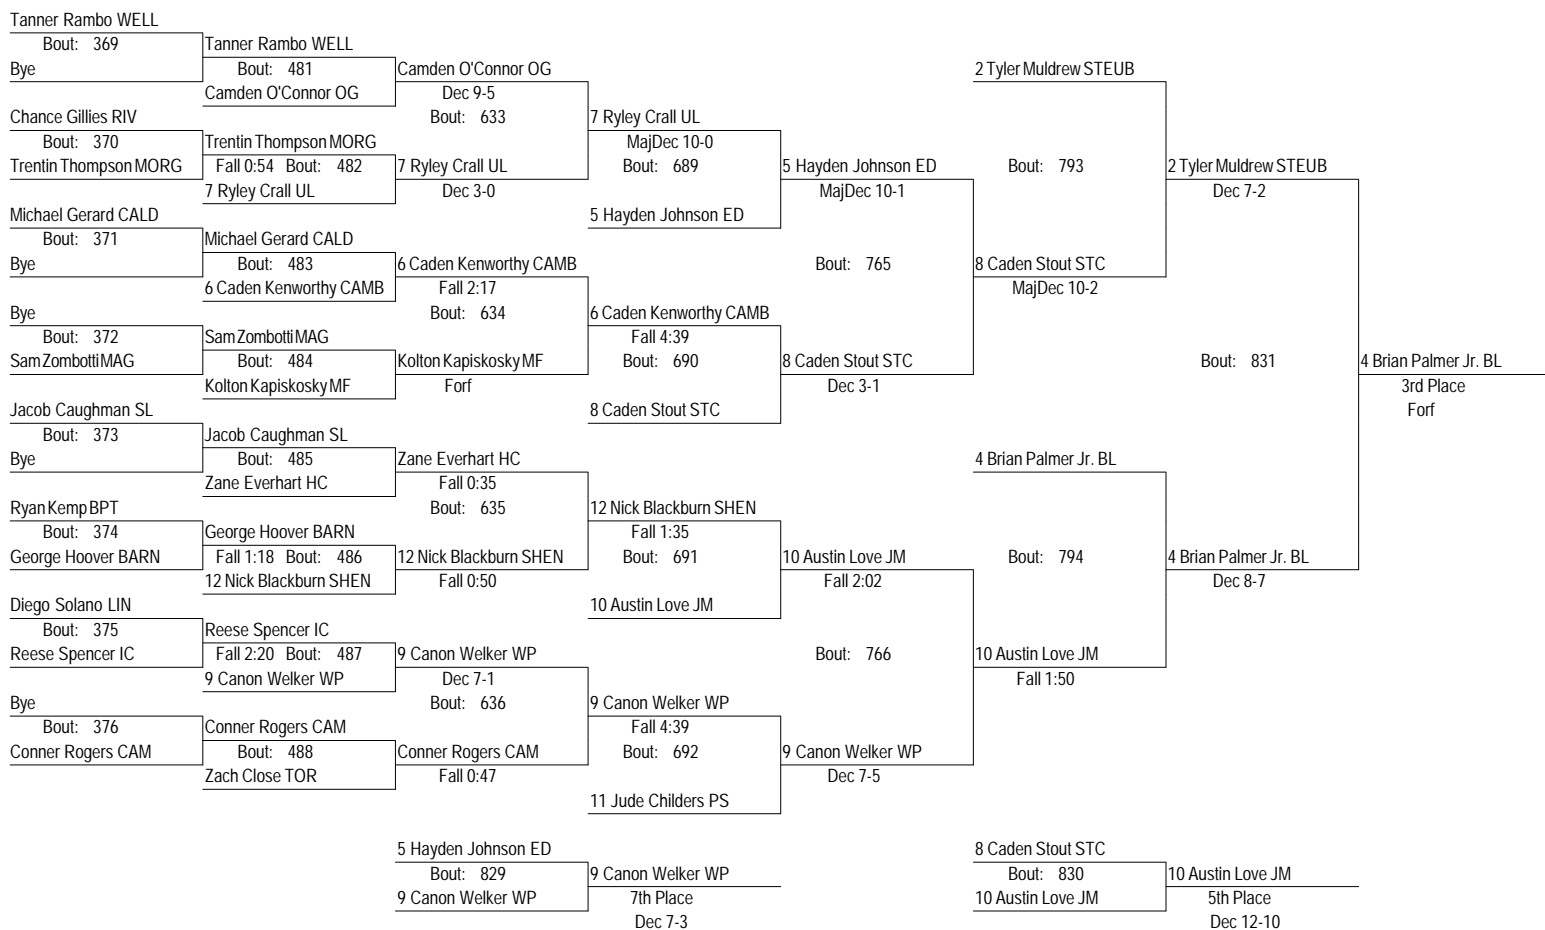 Tanner Rambo WELL
Bout: 369
Bye
Chance Gillies RIV
Bout: 370
Trentin Thompson MORG
Michael Gerard CALD
Bout: 371
Bye
Bye
Bout: 372
Sam Zombotti MAG
Jacob Caughman SL
Bout: 373
Bye
Ryan Kemp BPT
Bout: 374
George Hoover BARN
Diego Solano LIN
Bout: 375
Reese Spencer IC
Bye
Bout: 376
Conner Rogers CAM
Tanner Rambo WELL
Bout: 481
Camden O'Connor OG
Trentin Thompson MORG
Fall 0:54 Bout: 482
7 Ryley Crall UL
Michael Gerard CALD
Bout: 483
6 Caden Kenworthy CAMB
Sam Zombotti MAG
Bout: 484
Kolton Kapiskosky MF
Jacob Caughman SL
Bout: 485
Zane Everhart HC
George Hoover BARN
Fall 1:18 Bout: 486
12 Nick Blackburn SHEN
Reese Spencer IC
Fall 2:20 Bout: 487
9 Canon Welker WP
Conner Rogers CAM
Bout: 488
Zach Close TOR
Camden O'Connor OG
Dec 9-5
Bout: 633
7 Ryley Crall UL
Dec 3-0
6 Caden Kenworthy CAMB
Fall 2:17
Bout: 634
Kolton Kapiskosky MF
Forf
Zane Everhart HC
Fall 0:35
Bout: 635
12 Nick Blackburn SHEN
Fall 0:50
9 Canon Welker WP
Dec 7-1
Bout: 636
Conner Rogers CAM
Fall 0:47
7 Ryley Crall UL
MajDec 10-0
Bout: 689
5 Hayden Johnson ED
6 Caden Kenworthy CAMB
Fall 4:39
Bout: 690
8 Caden Stout STC
12 Nick Blackburn SHEN
Fall 1:35
Bout: 691
10 Austin Love JM
9 Canon Welker WP
Fall 4:39
Bout: 692
11 Jude Childers PS
5 Hayden Johnson ED
MajDec 10-1
Bout: 765
8 Caden Stout STC
Dec 3-1
10 Austin Love JM
Fall 2:02
Bout: 766
9 Canon Welker WP
Dec 7-5
2 Tyler Muldrew STEUB
Bout: 793
8 Caden Stout STC
MajDec 10-2
4 Brian Palmer Jr. BL
Bout: 794
10 Austin Love JM
Fall 1:50
2 Tyler Muldrew STEUB
Dec 7-2
Bout: 831
4 Brian Palmer Jr. BL
Dec 8-7
4 Brian Palmer Jr. BL
3rd Place
Forf
5 Hayden Johnson ED
Bout: 829
9 Canon Welker WP
9 Canon Welker WP
7th Place
Dec 7-3
8 Caden Stout STC
Bout: 830
10 Austin Love JM
10 Austin Love JM
5th Place
Dec 12-10